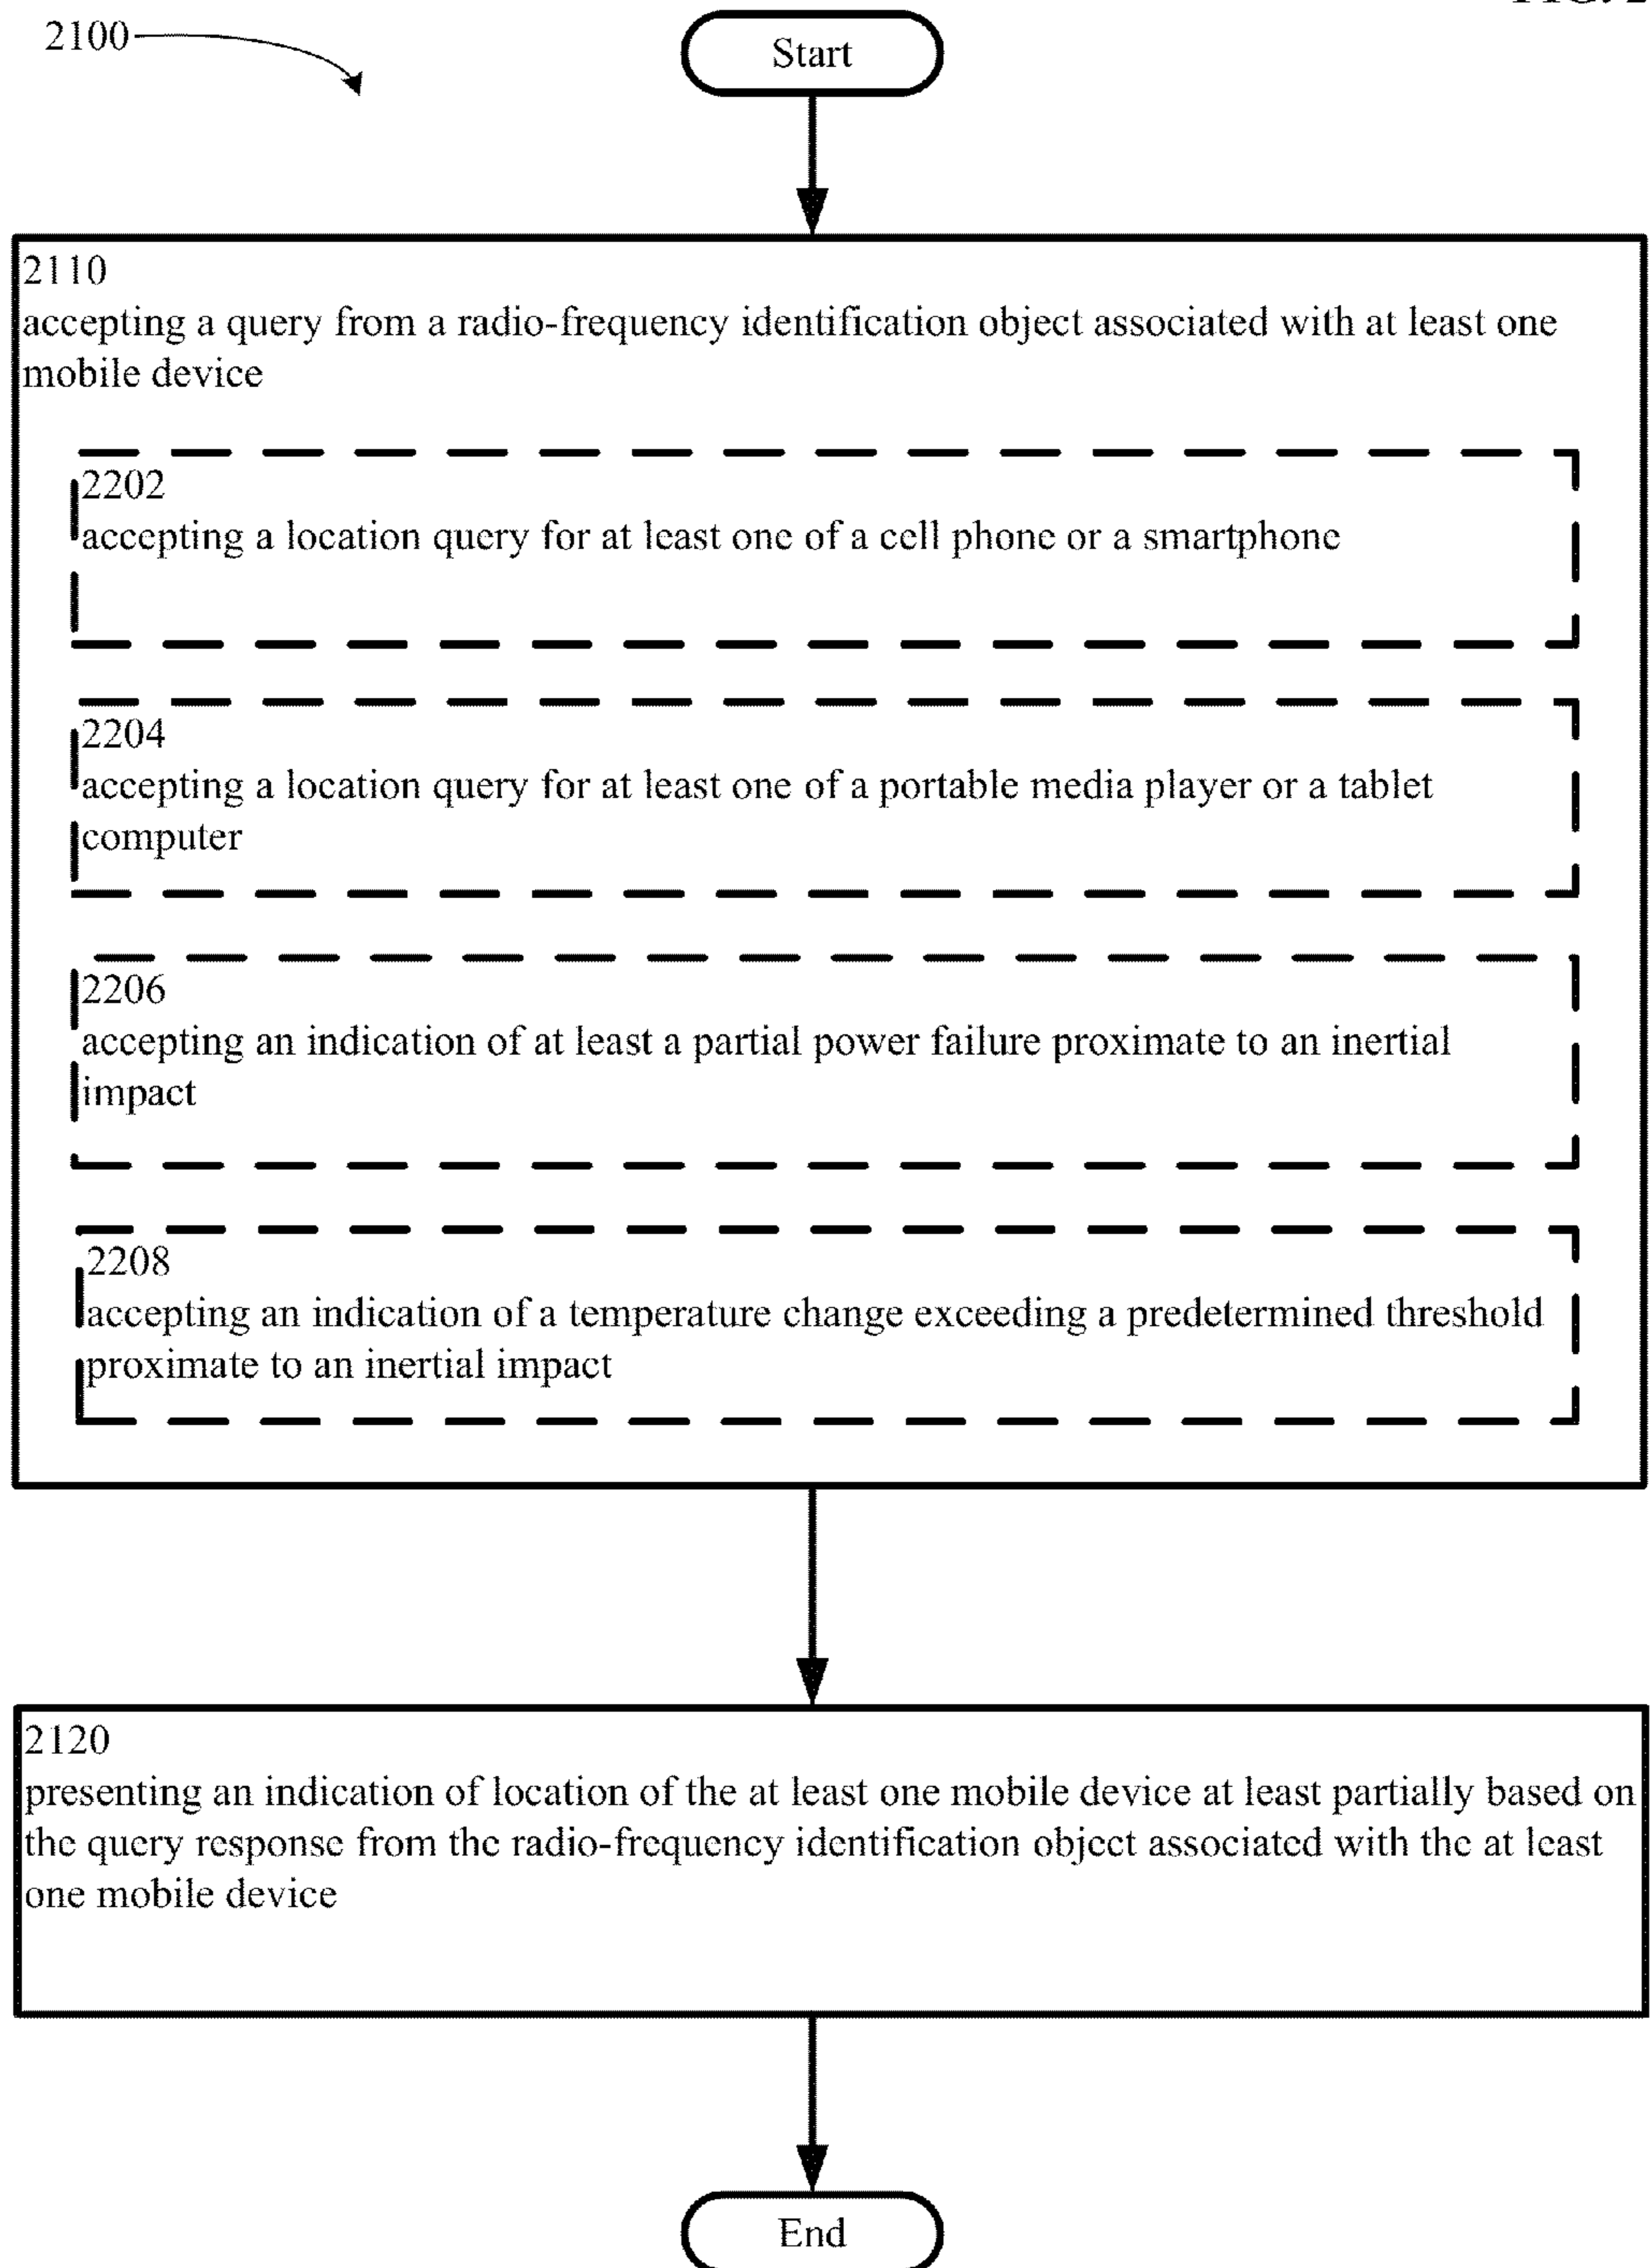 2100
Start
2110
accepting a query from a radio-frequency identification object associated with at least one
mobile device
2202
accepting a location query for at least one of a cell phone or a smartphone
2204
accepting a location query for at least one of a portable media player or a tablet
computer
2206
accepting an indication of at least a partial power failure proximate to an inertial
impact
2208
accepting an indication of a temperature change exceeding a predetermined threshold
proximate to an inertial impact
2120
presenting an indication of location of the at least one mobile device at least partially based on
the query response from the radio-frequency identification object associated with the at least
one mobile device
End